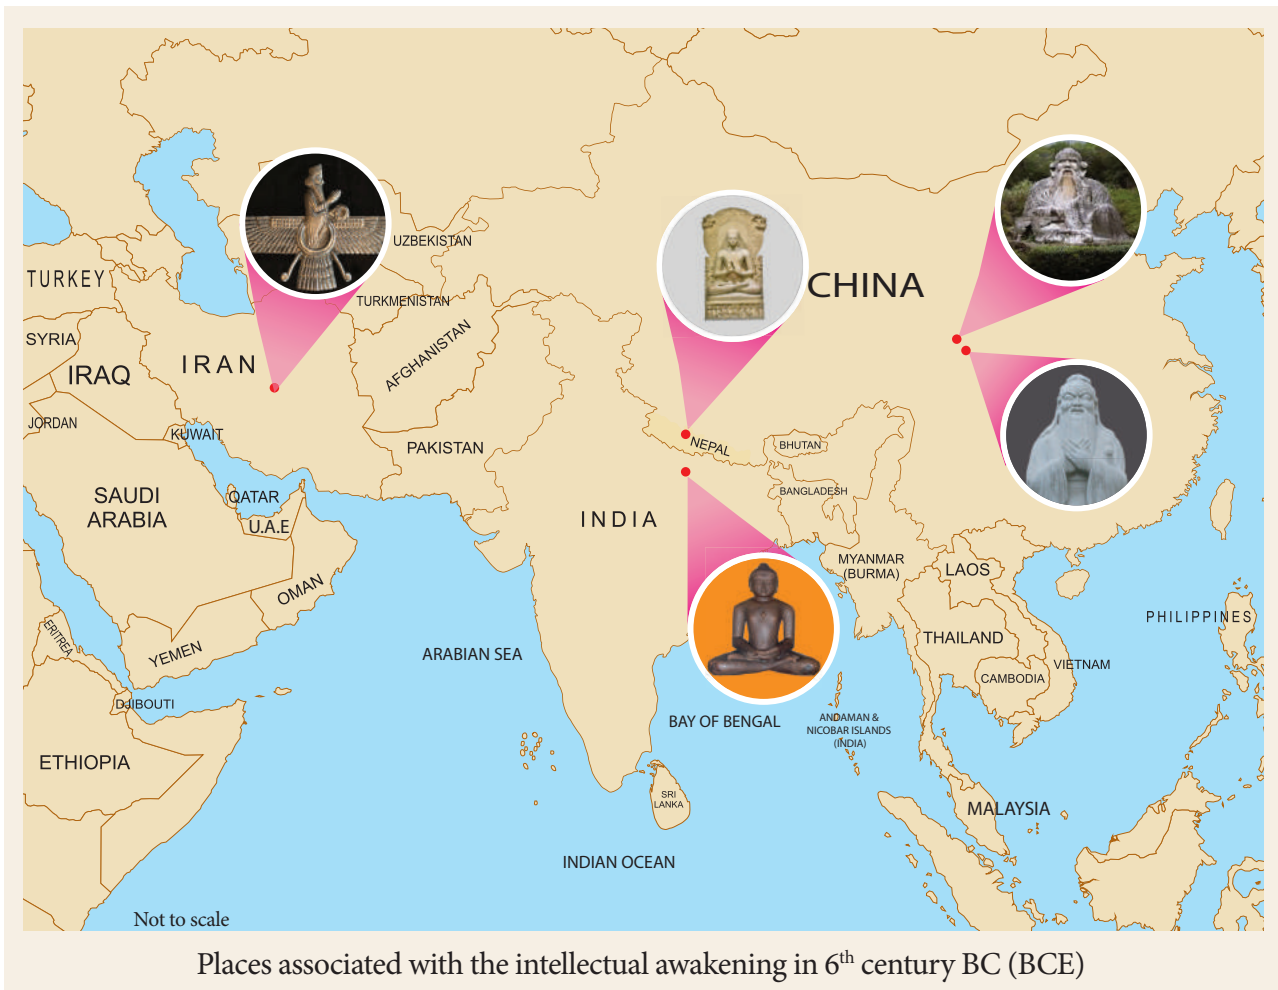 UZBEKISTAN
TURKEY
CHINA
TURKMENISTAN
SYRIA
IRAN
AFGHANISTAN
IRAQ
JORDAN
KUWAIT
PAKISTAN
NEPAL
BHUTAN
SAUDI
ARABIA
QATAR
U.A.E
INDIA
BANGLADESH
MYANMAR
(BURMA)
LAOS
OMAN
ERITREA
YEMEN
ARABIAN SEA
THAILAND
PHILIPPINES
VIETNAM
CAMBODIA
DJIBOUTI
BAY OF BENGAL
ANDAMAN &
NICOBAR ISLANDS
(INDIA)
ETHIOPIA
SRI
LANKA
MALAYSIA
INDIAN OCEAN
Not to scale
Places associated with the intellectual awakening in 6th century BC (BCE)